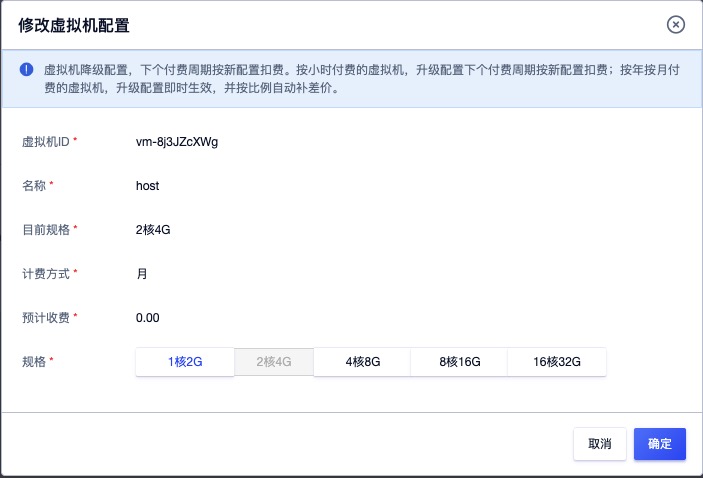 修改虚拟机配置
虚拟机降级配置，下个付费周期按新配置扣费。按小时付费的虚拟机，升级配置下个付费周期按新配置扣费；按年按月付
费的虚拟机，升级配置即时生效，并按比例自动补差价。
虚拟机ID * vm-8j3JZcXWg
名称 * host
目前规格 * 2核4G
计费方式 * 月
预计收费 * 0.00
规格 * 1核2G 2核4G 4核8G 8核16G 16核32G
取消 确定